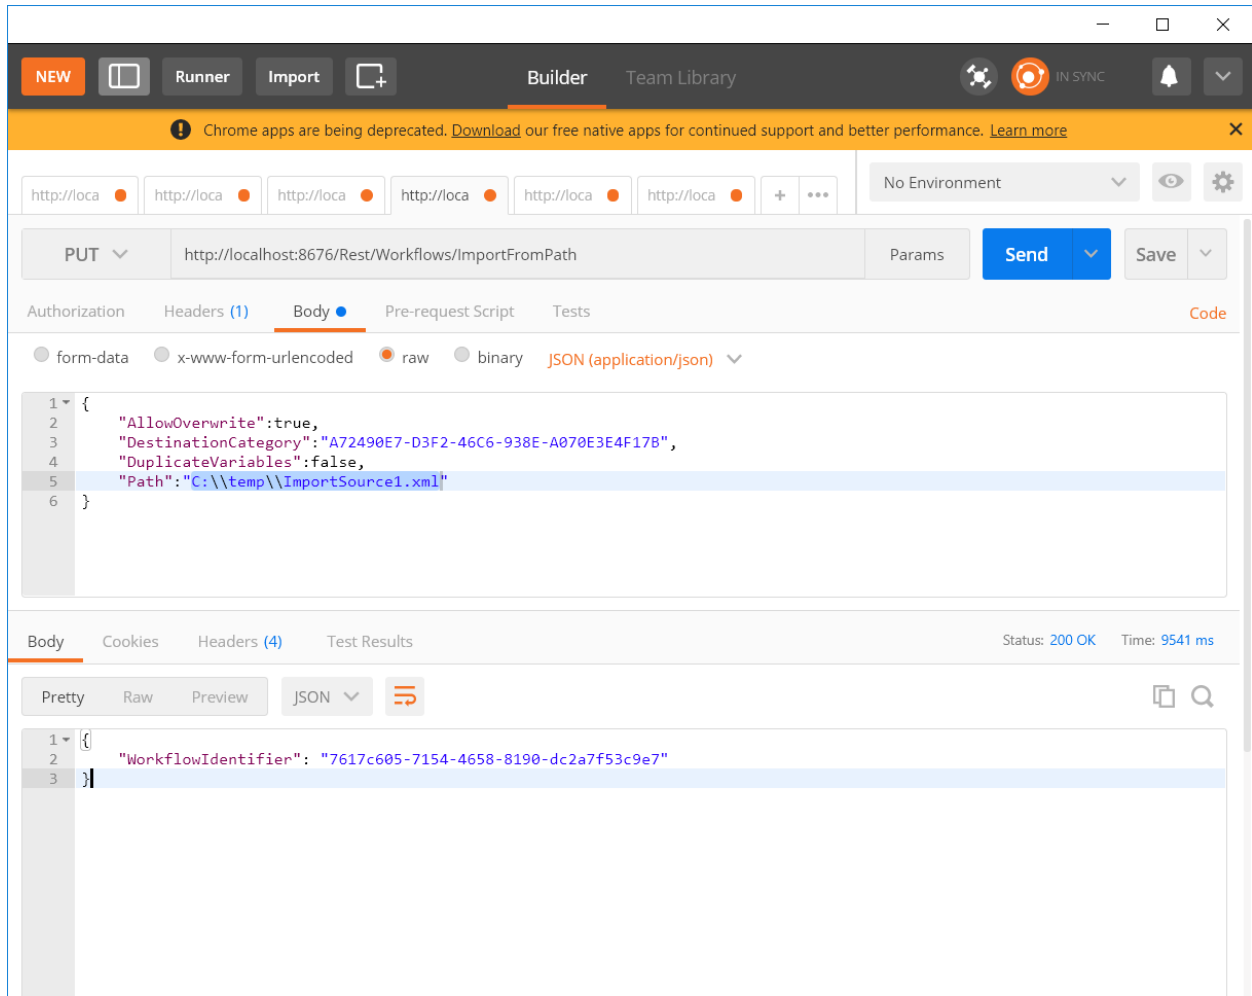 NEW Runner Import Builder Team Library IN SYNC
Chrome apps are being deprecated. Download our free native apps for continued support and better performance. Learn more
http://loca http://loca http://loca http://loca http://loca http://loca + ••• No Environment
PUT http://localhost:8676/Rest/Workflows/ImportFromPath Params Send Save
Authorization Headers (1) Body Pre-request Script Tests Code
form-data x-www-form-urlencoded raw binary JSON (application/json)
1 {
2 "AllowOverwrite":true,
3 "DestinationCategory":"A72490E7-D3F2-46C6-938E-A070E3E4F17B",
4 "DuplicateVariables":false,
5 "Path":"C:\\temp\\ImportSource1.xml"
6 }
Body Cookies Headers (4) Test Results Status: 200 OK Time: 9541 ms
Pretty Raw Preview JSON
1 {
2 "WorkflowIdentifier": "7617c605-7154-4658-8190-dc2a7f53c9e7"
3 }